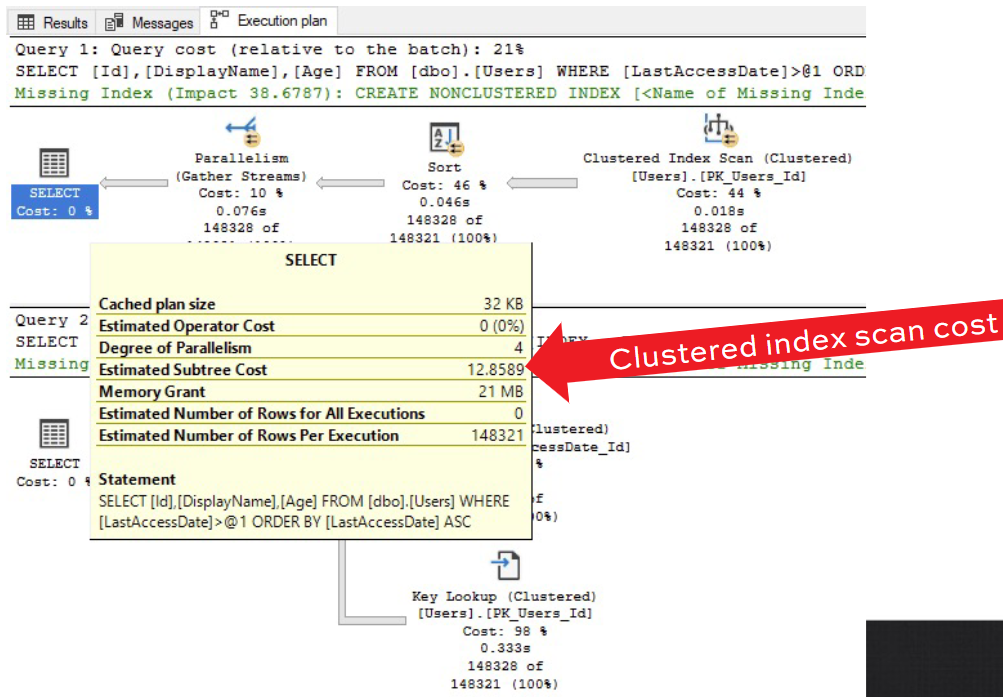 Results Messages Execution plan
Query 1: Query cost (relative to the batch): 21%
SELECT [Id],[DisplayName],[Age] FROM [dbo].[Users] WHERE [LastAccessDate]>@1 ORD
Missing Index (Impact 38.6787): CREATE NONCLUSTERED INDEX [<Name of Missing Inde
SELECT
Cost: 0 %
Parallelism
(Gather Streams)
Cost: 10 %
0.076s
148328 of
Sort
Cost: 46 %
0.046s
148328 of
148321 (100%)
Clustered Index Scan (Clustered)
[Users].[PK_Users_Id]
Cost: 44 %
0.018s
148328 of
148321 (100%)
SELECT
Cached plan size 32 KB
Estimated Operator Cost 0 (0%)
Degree of Parallelism 4
Estimated Subtree Cost 12.8589
Memory Grant 21 MB
Estimated Number of Rows for All Executions 0
Estimated Number of Rows Per Execution 148321
Statement
SELECT [Id],[DisplayName],[Age] FROM [dbo].[Users] WHERE
[LastAccessDate]>@1 ORDER BY [LastAccessDate] ASC
Clustered index scan cost
Query 2
SELECT
Missing
Missing Inde
SELECT
Cost: 0 %
lustered)
cessDate_Id]
%
of
0%)
Key Lookup (Clustered)
[Users].[PK_Users_Id]
Cost: 98 %
0.333s
148328 of
148321 (100%)